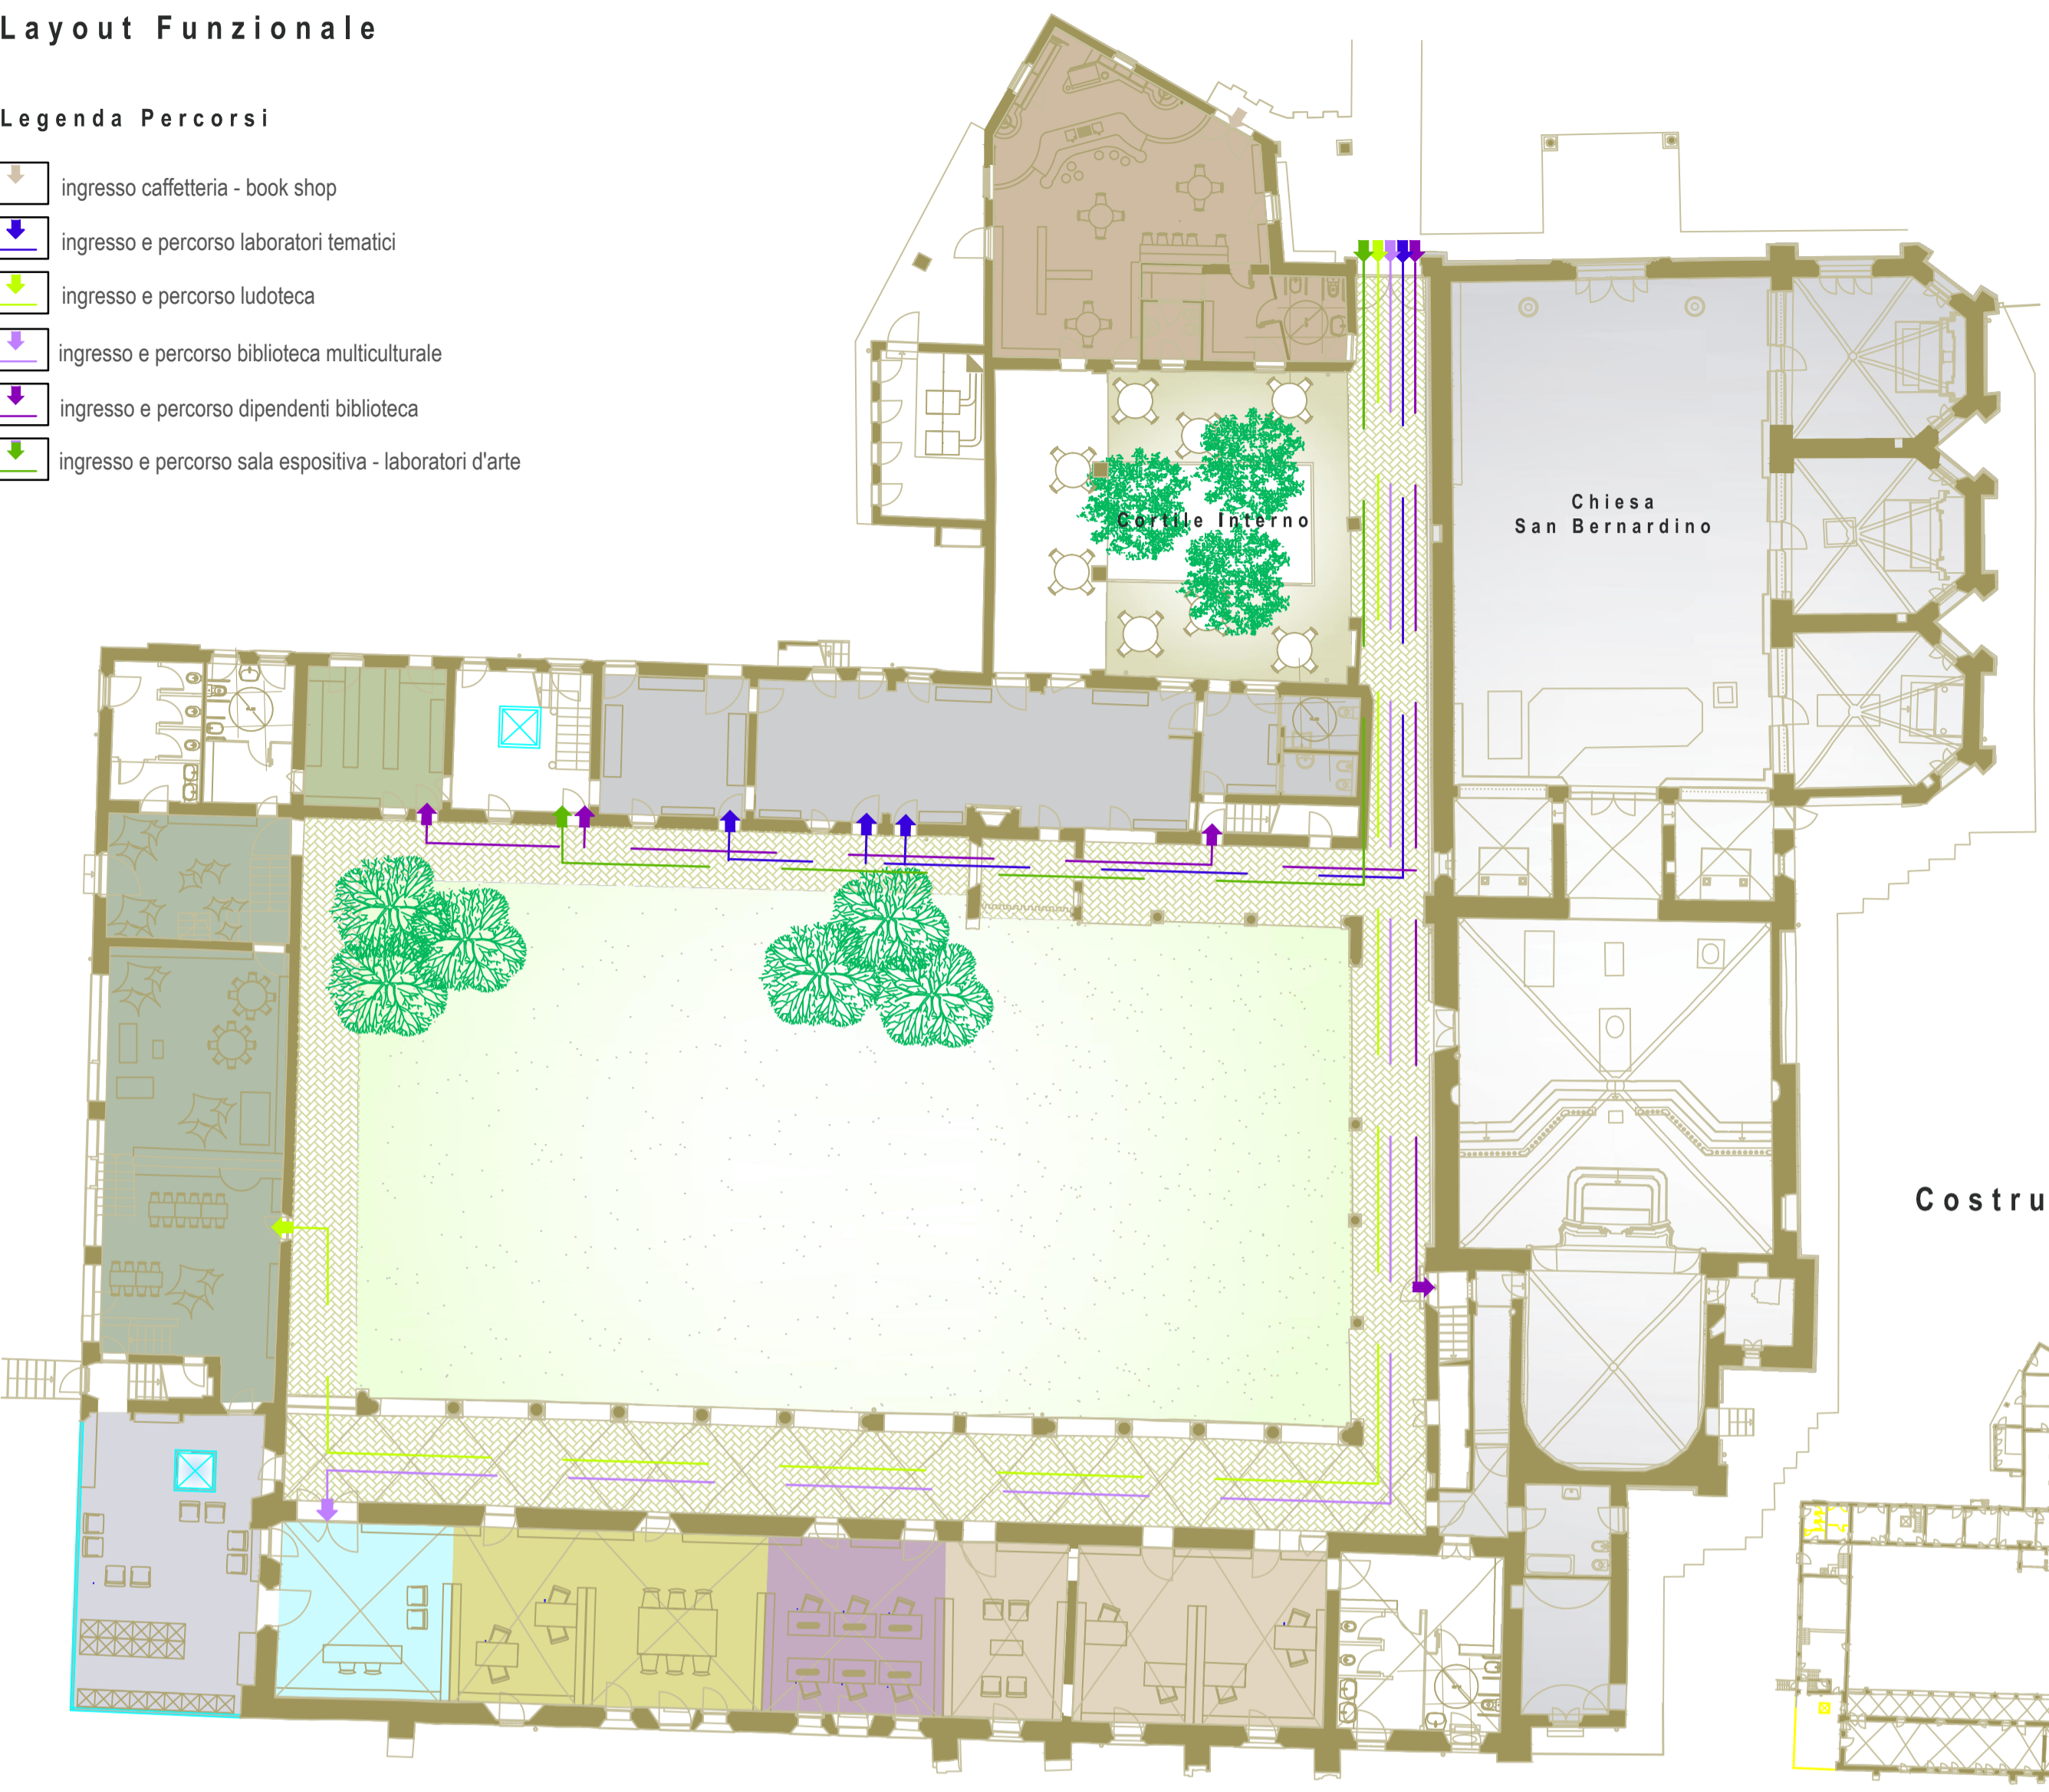 Layout Funzionale
Legenda Percorsi
ingresso caffetteria - book shop
ingresso e percorso laboratori tematici
ingresso e percorso ludoteca
ingresso e percorso biblioteca multiculturale
ingresso e percorso dipendenti biblioteca
ingresso e percorso sala espositiva - laboratori d'arte
Cortile Interno
Chiesa
San Bernardino
Costru